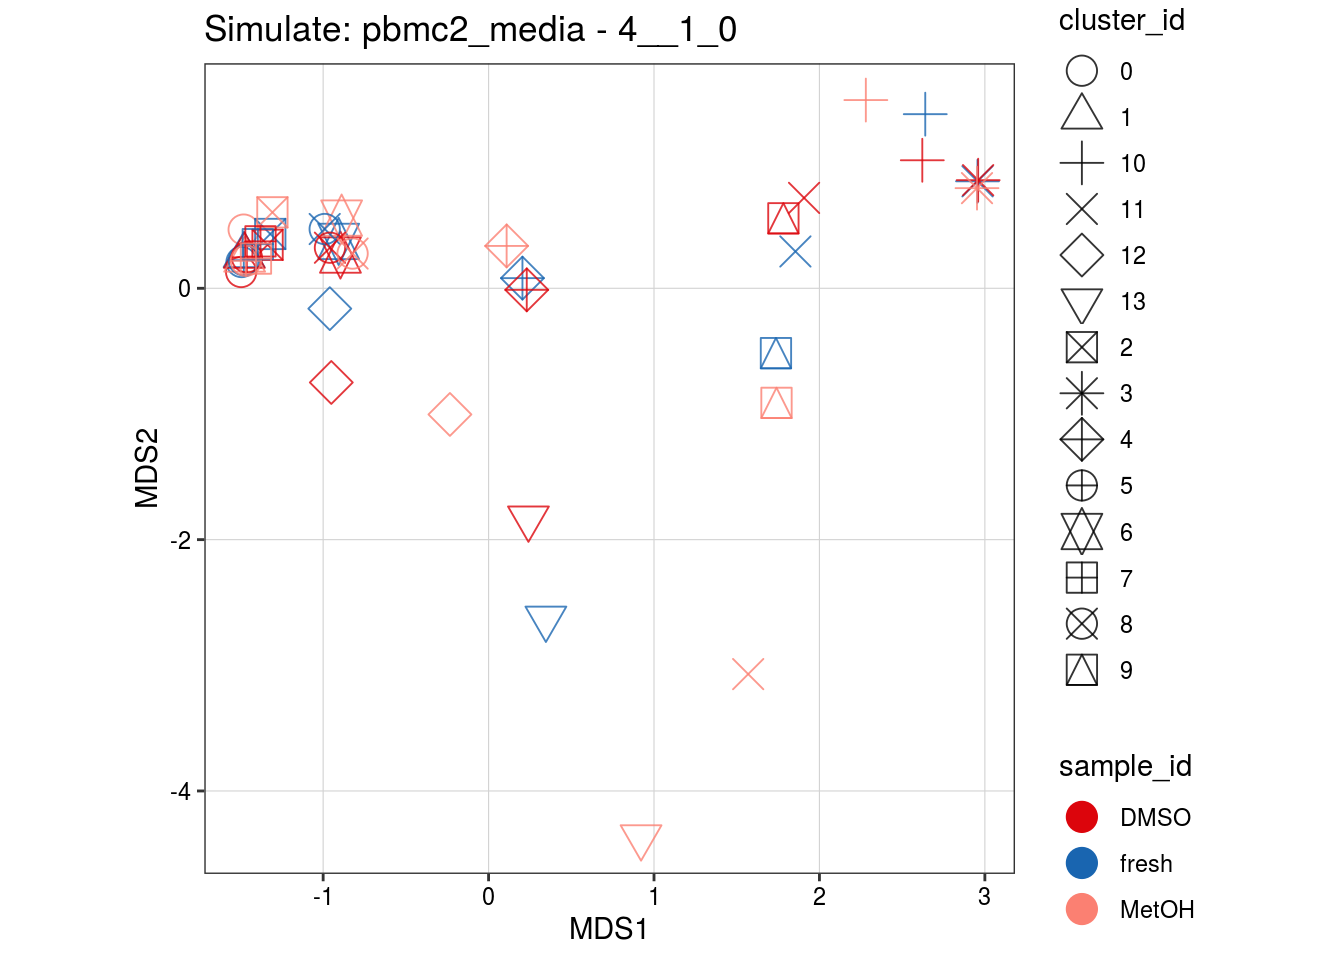 Simulate: pbmc2_media - 4__1_0
cluster_id
0
1
10
11
12
13
2
3
4
5
6
7
8
9
sample_id
DMSO
fresh
MetOH
MDS2
0
-2
-4
-1 0 1 2 3
MDS1